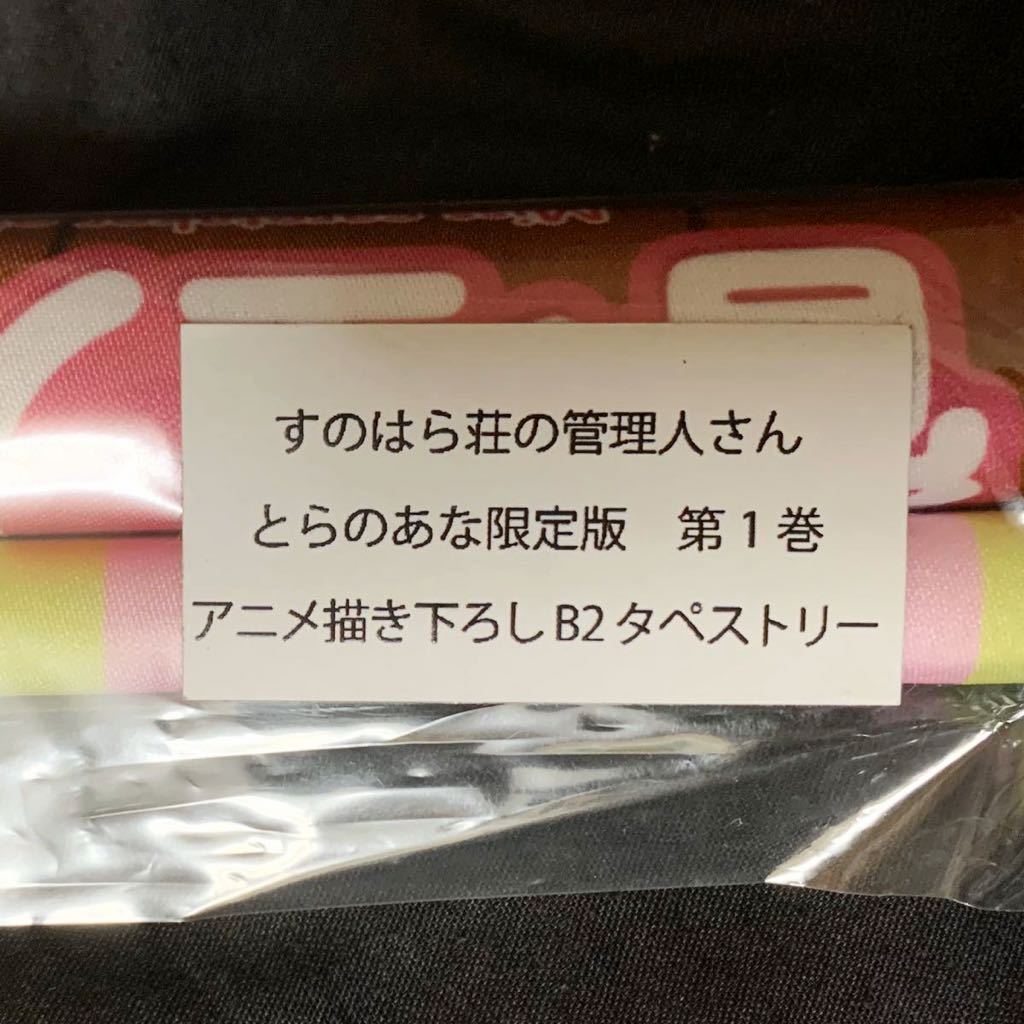 すのはら荘の管理人さん
とらのあな限定版　第1巻
アニメ描き下ろしB2タペストリー